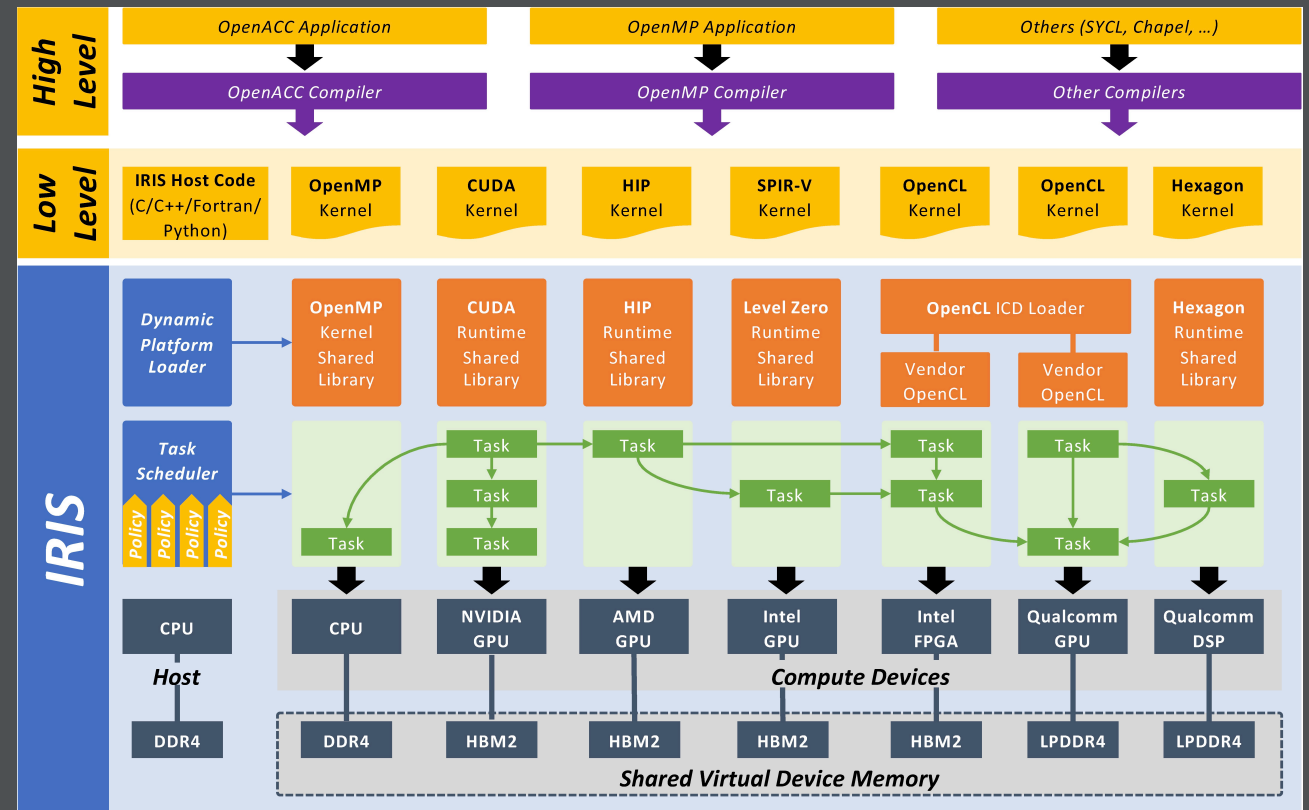 High
Level
OpenACC Application
OpenMP Application
Others (SYCL, Chapel, …)
OpenACC Compiler
OpenMP Compiler
Other Compilers
Low
Level
IRIS Host Code
(C/C++/Fortran/
Python)
OpenMP
Kernel
CUDA
Kernel
HIP
Kernel
SPIR-V
Kernel
OpenCL
Kernel
OpenCL
Kernel
Hexagon
Kernel
IRIS
Dynamic
Platform
Loader
OpenMP
Kernel
Shared
Library
CUDA
Runtime
Shared
Library
HIP
Runtime
Shared
Library
Level Zero
Runtime
Shared
Library
OpenCL ICD Loader
Vendor
OpenCL
Vendor
OpenCL
Hexagon
Runtime
Shared
Library
Task
Scheduler
Policy
Policy
Policy
Policy
Task
Task
Task
Task
Task
Task
Task
Task
Task
Task
Task
Task
CPU
Host
DDR4
CPU
NVIDIA
GPU
AMD
GPU
Intel
GPU
Intel
FPGA
Qualcomm
GPU
Qualcomm
DSP
Compute Devices
DDR4
HBM2
HBM2
HBM2
HBM2
LPDDR4
LPDDR4
Shared Virtual Device Memory